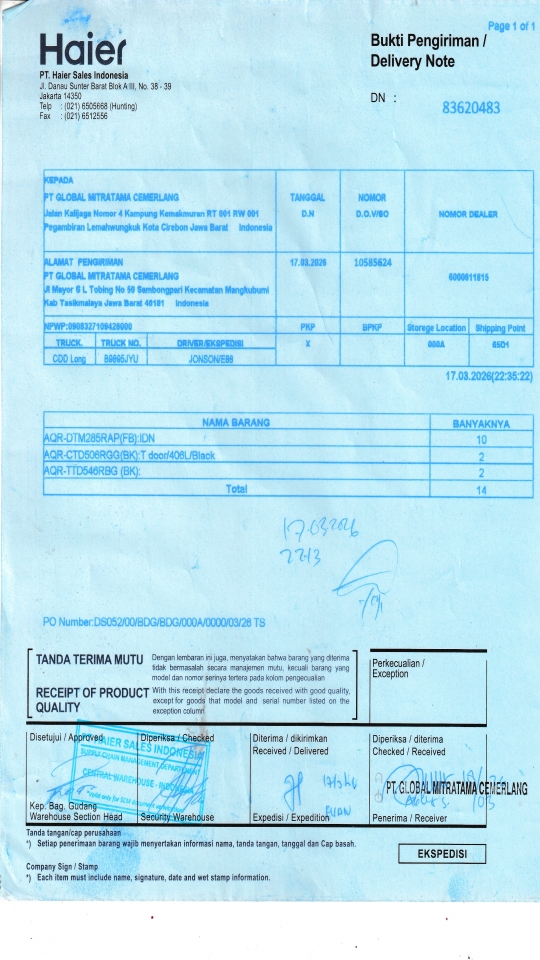 Page 1 of 1
Haier
Bukti Pengiriman /
Delivery Note
PT. Haier Sales Indonesia
Jl. Danau Sunter Barat Blok A III, No. 38 - 39
Jakarta 14350
Telp : (021) 6505668 (Hunting)
Fax : (021) 6512556
DN : 83620483
KEPADA
PT GLOBAL MITRATAMA CEMERLANG
Jalan Kalijaga Nomor 4 Kampung Kemakmuran RT 001 RW 001
Pegambiran Lemahwungkuk Kota Cirebon Jawa Barat Indonesia
TANGGAL D.N
NOMOR D.O./SO
NOMOR DEALER
ALAMAT PENGIRIMAN
PT GLOBAL MITRATAMA CEMERLANG
Jl Mayor S L Tobing No 50 Sambongpari Kecamatan Mangkubumi
Kab Tasikmalaya Jawa Barat 46181 Indonesia
17.03.2026
10585624
6000611815
NPWP:0908327109426000
PKP BPKP Storege Location Shipping Point
TRUCK. TRUCK NO. DRIVER/EKSPEDISI X 000A 65D1
CDD Long B9895JYU JONSON/E88
17.03.2026(22:35:22)
NAMA BARANG BANYAKNYA
AQR-DTM285RAP(FB):IDN 10
AQR-CTD506RGG(BK):T door/406L/Black 2
AQR-TTD546RBG (BK): 2
Total 14
17.03.2026
22.13
PO Number:DS052/00/BDG/BDG/000A/0000/03/26 TS
TANDA TERIMA MUTU
Dengan lembaran ini juga, menyatakan bahwa barang yang diterima
tidak bermasalah secara manajemen mutu, kecuali barang yang
model dan nomor serinya tertera pada kolom pengecualian
RECEIPT OF PRODUCT
QUALITY
With this receipt declare the goods received with good quality,
except for goods that model and serial number listed on the
exception column
Perkecualian /
Exception
Disetujui / Approved
Diperiksa / Checked
Diterima / dikirimkan
Received / Delivered
Diperiksa / diterima
Checked / Received
HAIER SALES INDONESIA
SUPPLY CHAIN MANAGEMENT DEPARTMENT
CENTRAL WAREHOUSE - INDONESIA
PT. GLOBAL MITRATAMA CEMERLANG
Kep. Bag. Gudang
Warehouse Section Head
Security Warehouse
Expedisi / Expedition
Penerima / Receiver
Tanda tangan/cap perusahaan
*) Setiap penerimaan barang wajib menyertakan informasi nama, tanda tangan, tanggal dan Cap basah.
EKSPEDISI
Company Sign / Stamp
*) Each item must include name, signature, date and wet stamp information.